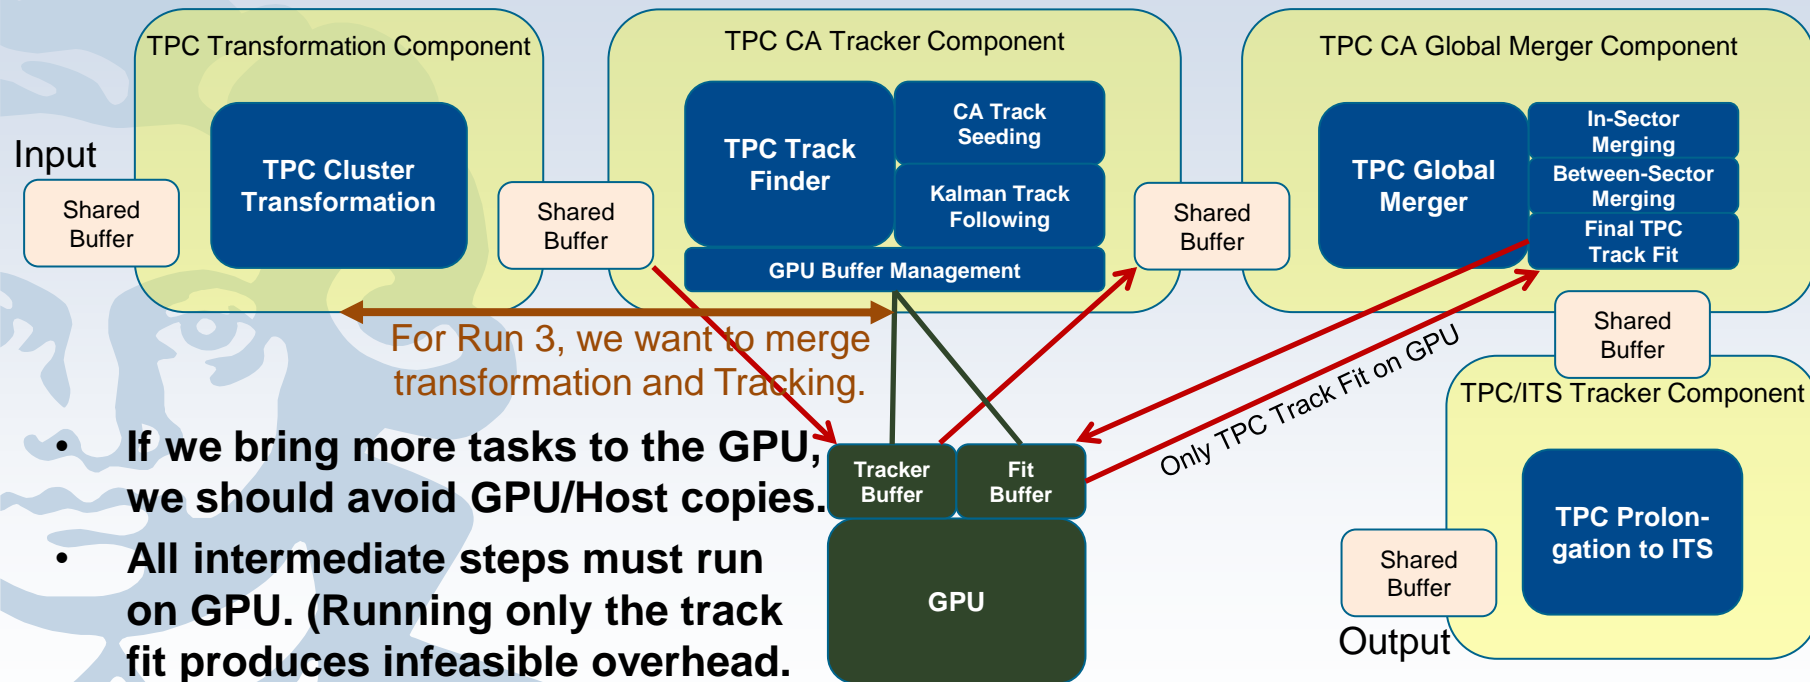 TPC Transformation Component
TPC CA Tracker Component
TPC CA Global Merger Component
Input
Shared
Buffer
TPC Cluster
Transformation
Shared
Buffer
TPC Track
Finder
CA Track
Seeding
Kalman Track
Following
GPU Buffer Management
Shared
Buffer
TPC Global
Merger
In-Sector
Merging
Between-Sector
Merging
Final TPC
Track Fit
For Run 3, we want to merge
transformation and Tracking.
Shared
Buffer
Only TPC Track Fit on GPU
TPC/ITS Tracker Component
• If we bring more tasks to the GPU,
we should avoid GPU/Host copies.
• All intermediate steps must run
on GPU. (Running only the track
fit produces infeasible overhead.
Tracker
Buffer
Fit
Buffer
GPU
TPC Prolon-
gation to ITS
Shared
Buffer
Output